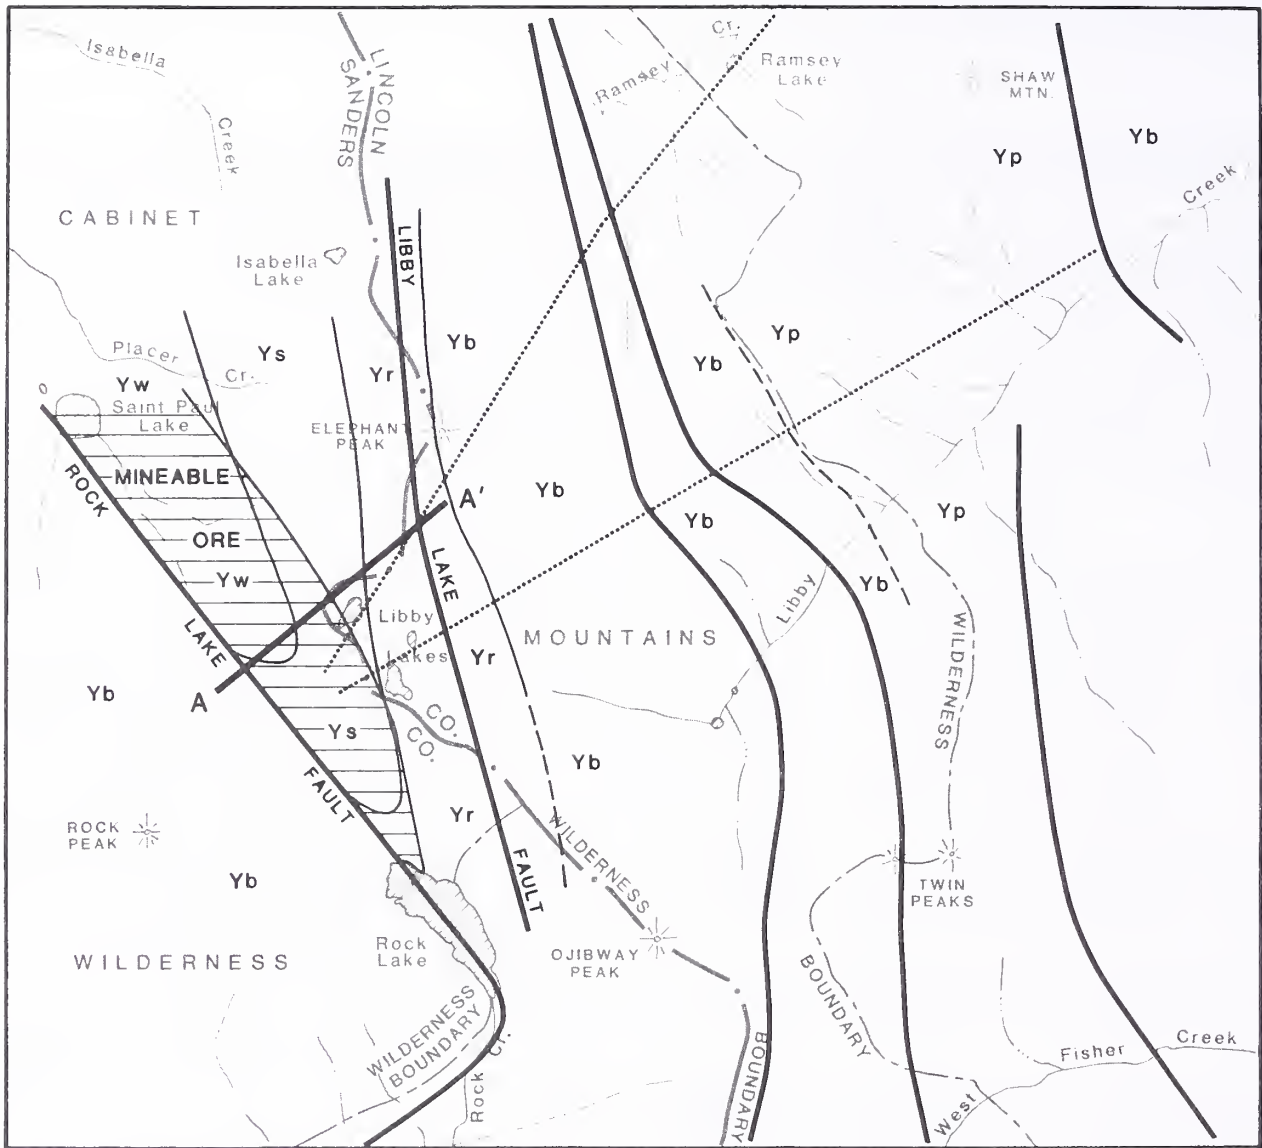 Isabella
Creek
LINCOLN
SANDERS
Cr.
Ramsey
Ramsey
Lake
SHAW
MTN.
Yp
Yb
Creek
CABINET
Isabella
Lake
LIBBY
Placer
Cr.
Ys
Yr
Yb
Yb
Yp
Yw
Saint Paul
Lake
ELEPHANT
PEAK
ROCK
MINEABLE
ORE
Yw
A'
Yb
Yb
Yp
LAKE
LAKE
Libby
Lakes
MOUNTAINS
Libby
Yb
WILDERNESS
Yb
A
Yr
Ys
CO.
CO.
Yb
FAULT
ROCK
PEAK
Yr
WILDERNESS
Yb
FAULT
TWIN
PEAKS
Rock
Lake
OJIBWAY
PEAK
WILDERNESS
BOUNDARY
WILDERNESS
BOUNDARY
Rock Cr.
BOUNDARY
West
Fisher
Creek